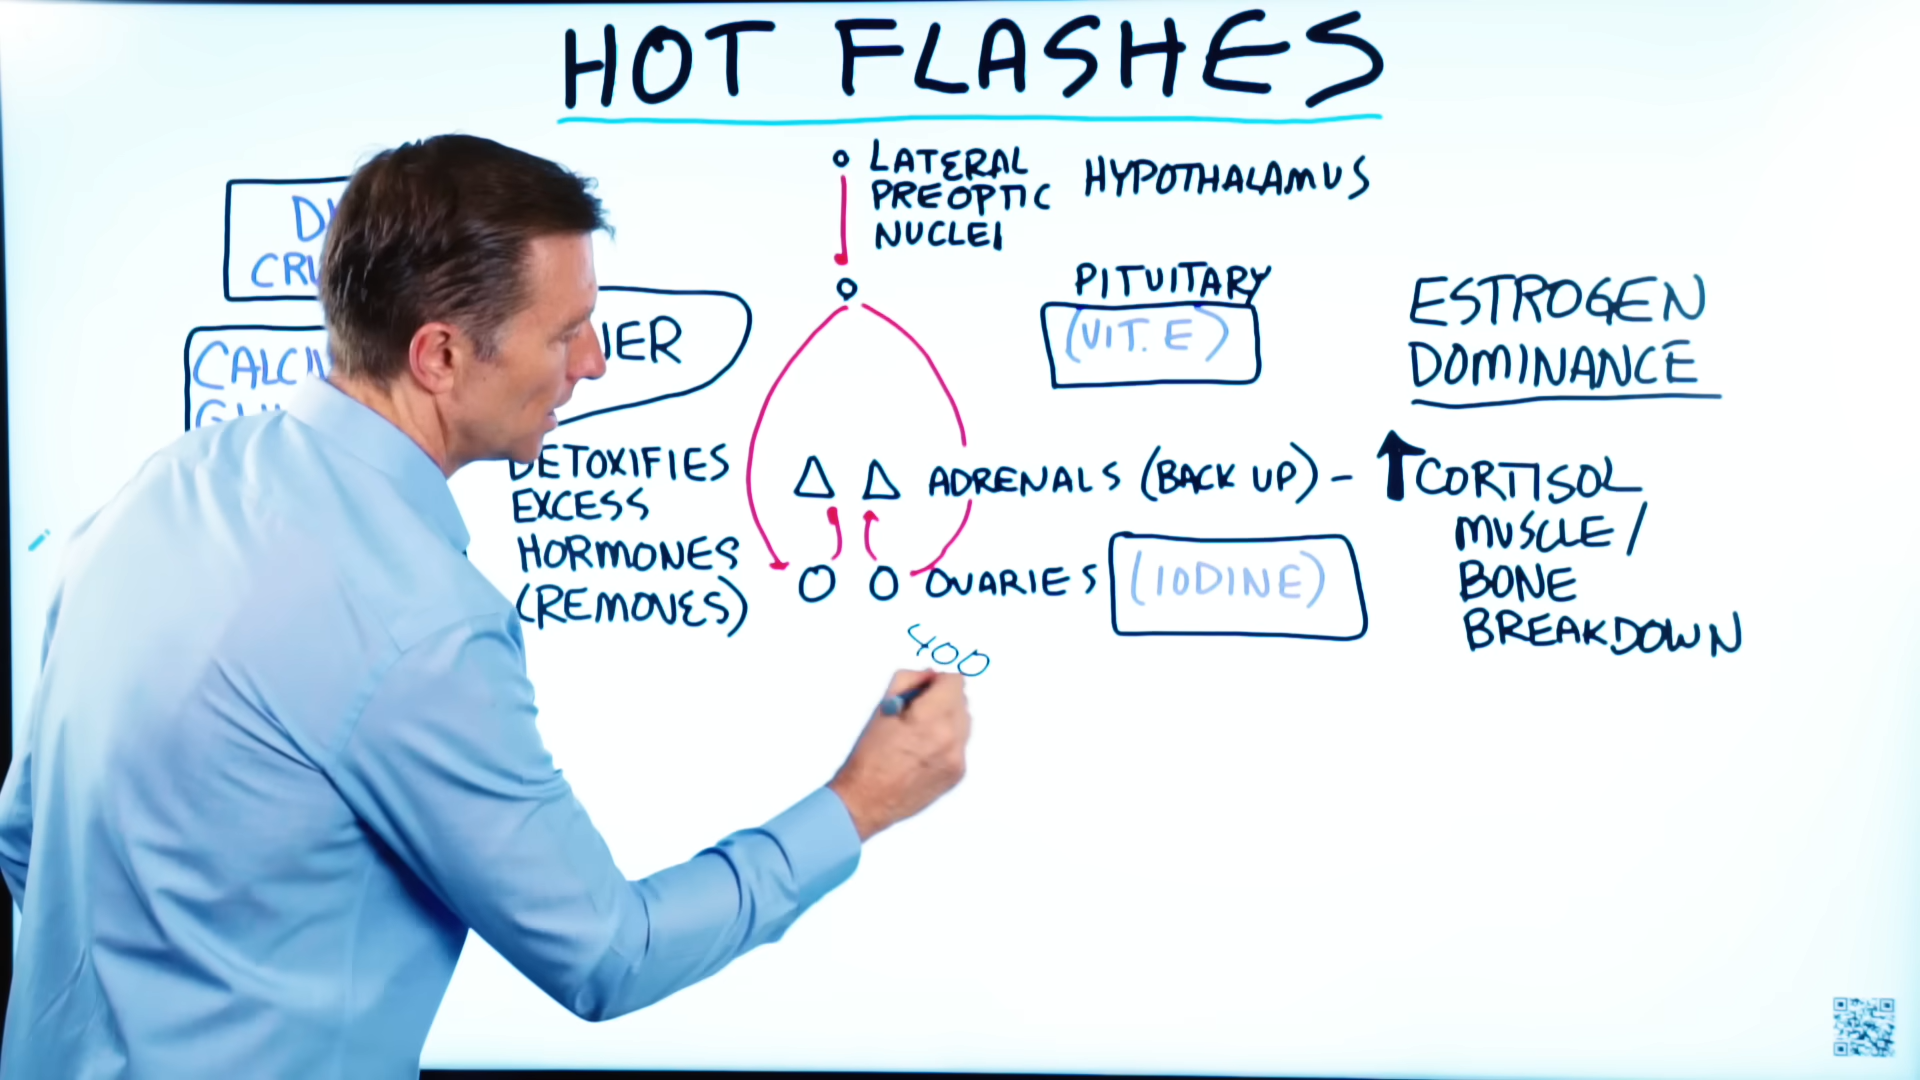 HOT FLASHES
LATERAL
PREOPTIC
NUCLEI
HYPOTHALAMUS
PITUITARY
(VIT. E)
ESTROGEN
DOMINANCE
DETOXIFIES
EXCESS
HORMONES
(REMOVES)
ADRENALS (BACK UP) -
OVARIES (IODINE)
CORTISOL
MUSCLE/
BONE
BREAKDOWN
400